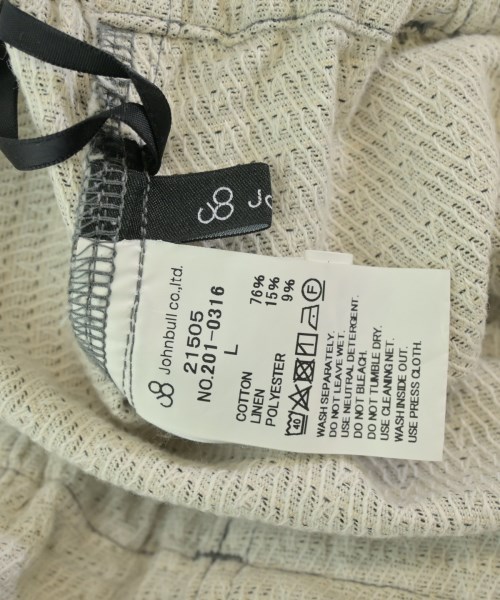 Johnbull co.,ltd.
21505
NO.201-0316
L
COTTON 76%
LINEN 15%
POLYESTER 9%
40 F
WASH SEPARATELY.
DO NOT LEAVE WET.
USE NEUTRAL DETERGENT.
DO NOT BLEACH.
DO NOT TUMBLE DRY.
USE CLEANING NET.
WASH INSIDE OUT.
USE PRESS CLOTH.